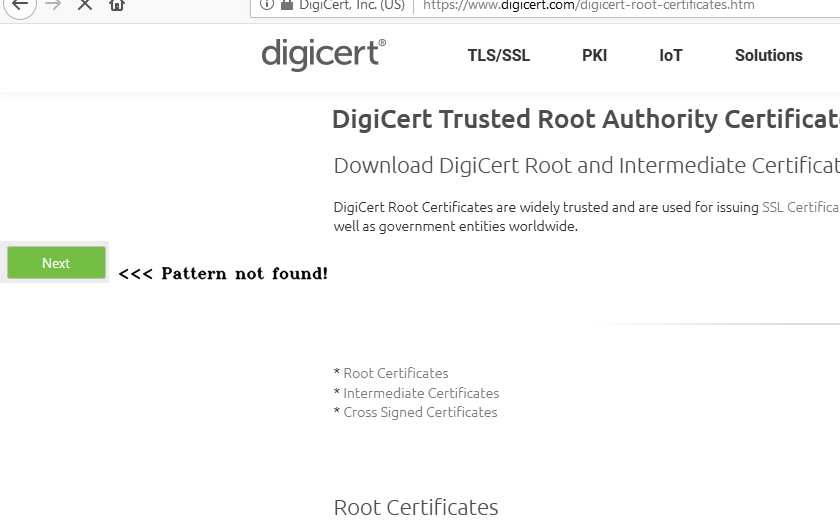 DigiCert, Inc. (US) https://www.digicert.com/digicert-root-certificates.htm
digicert®
TLS/SSL PKI IoT Solutions
DigiCert Trusted Root Authority Certificat
Download DigiCert Root and Intermediate Certificat
DigiCert Root Certificates are widely trusted and are used for issuing SSL Certifica
well as government entities worldwide.
Next
<<< Pattern not found!
* Root Certificates
* Intermediate Certificates
* Cross Signed Certificates
Root Certificates